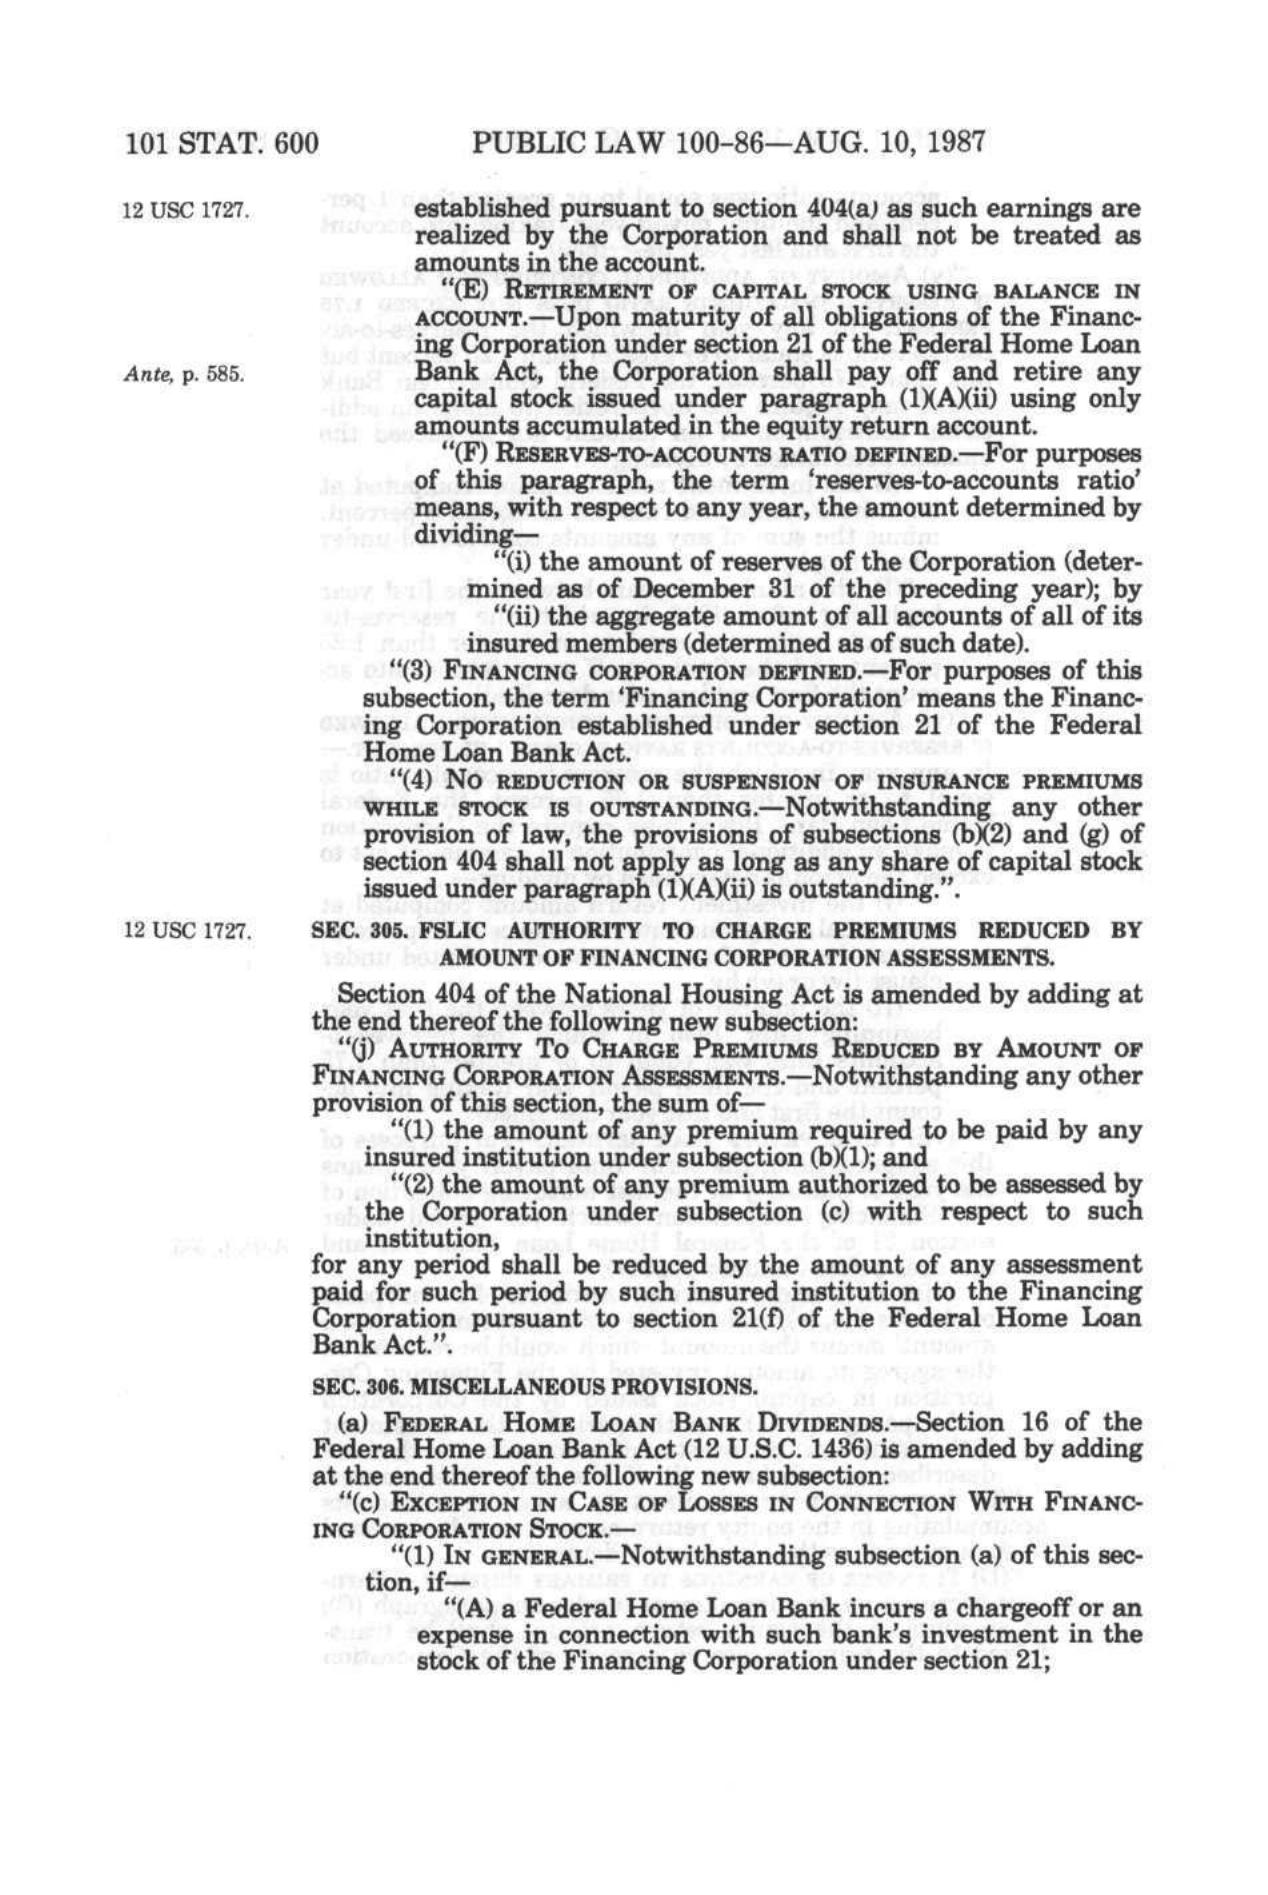 101 STAT. 600 PUBLIC LAW 100-86—AUG. 10, 1987
12 USC 1727.
established pursuant to section 404(a) as such earnings are
realized by the Corporation and shall not be treated as
amounts in the account.
"(E) RETIREMENT OF CAPITAL STOCK USING BALANCE IN
ACCOUNT.—Upon maturity of all obligations of the Financ-
ing Corporation under section 21 of the Federal Home Loan
Ante, p. 585.
Bank Act, the Corporation shall pay off and retire any
capital stock issued under paragraph (1)(A)(ii) using only
amounts accumulated in the equity return account.
"(F) RESERVES-TO-ACCOUNTS RATIO DEFINED.—For purposes
of this paragraph, the term 'reserves-to-accounts ratio'
means, with respect to any year, the amount determined by
dividing—
"(i) the amount of reserves of the Corporation (deter-
mined as of December 31 of the preceding year); by
"(ii) the aggregate amount of all accounts of all of its
insured members (determined as of such date).
"(3) FINANCING CORPORATION DEFINED.—For purposes of this
subsection, the term 'Financing Corporation' means the Financ-
ing Corporation established under section 21 of the Federal
Home Loan Bank Act.
"(4) NO REDUCTION OR SUSPENSION OF INSURANCE PREMIUMS
WHILE STOCK IS OUTSTANDING.—Notwithstanding any other
provision of law, the provisions of subsections (b)(2) and (g) of
section 404 shall not apply as long as any share of capital stock
issued under paragraph (1)(A)(ii) is outstanding.".
12 USC 1727.
SEC. 305. FSLIC AUTHORITY TO CHARGE PREMIUMS REDUCED BY
AMOUNT OF FINANCING CORPORATION ASSESSMENTS.
Section 404 of the National Housing Act is amended by adding at
the end thereof the following new subsection:
"(j) AUTHORITY TO CHARGE PREMIUMS REDUCED BY AMOUNT OF
FINANCING CORPORATION ASSESSMENTS.—Notwithstanding any other
provision of this section, the sum of—
"(1) the amount of any premium required to be paid by any
insured institution under subsection (b)(1); and
"(2) the amount of any premium authorized to be assessed by
the Corporation under subsection (c) with respect to such
institution,
for any period shall be reduced by the amount of any assessment
paid for such period by such insured institution to the Financing
Corporation pursuant to section 21(f) of the Federal Home Loan
Bank Act.".
SEC. 306. MISCELLANEOUS PROVISIONS.
(a) FEDERAL HOME LOAN BANK DIVIDENDS.—Section 16 of the
Federal Home Loan Bank Act (12 U.S.C. 1436) is amended by adding
at the end thereof the following new subsection:
"(c) EXCEPTION IN CASE OF LOSSES IN CONNECTION WITH FINANC-
ING CORPORATION STOCK.—
"(1) IN GENERAL.—Notwithstanding subsection (a) of this sec-
tion, if—
"(A) a Federal Home Loan Bank incurs a chargeoff or an
expense in connection with such bank's investment in the
stock of the Financing Corporation under section 21;